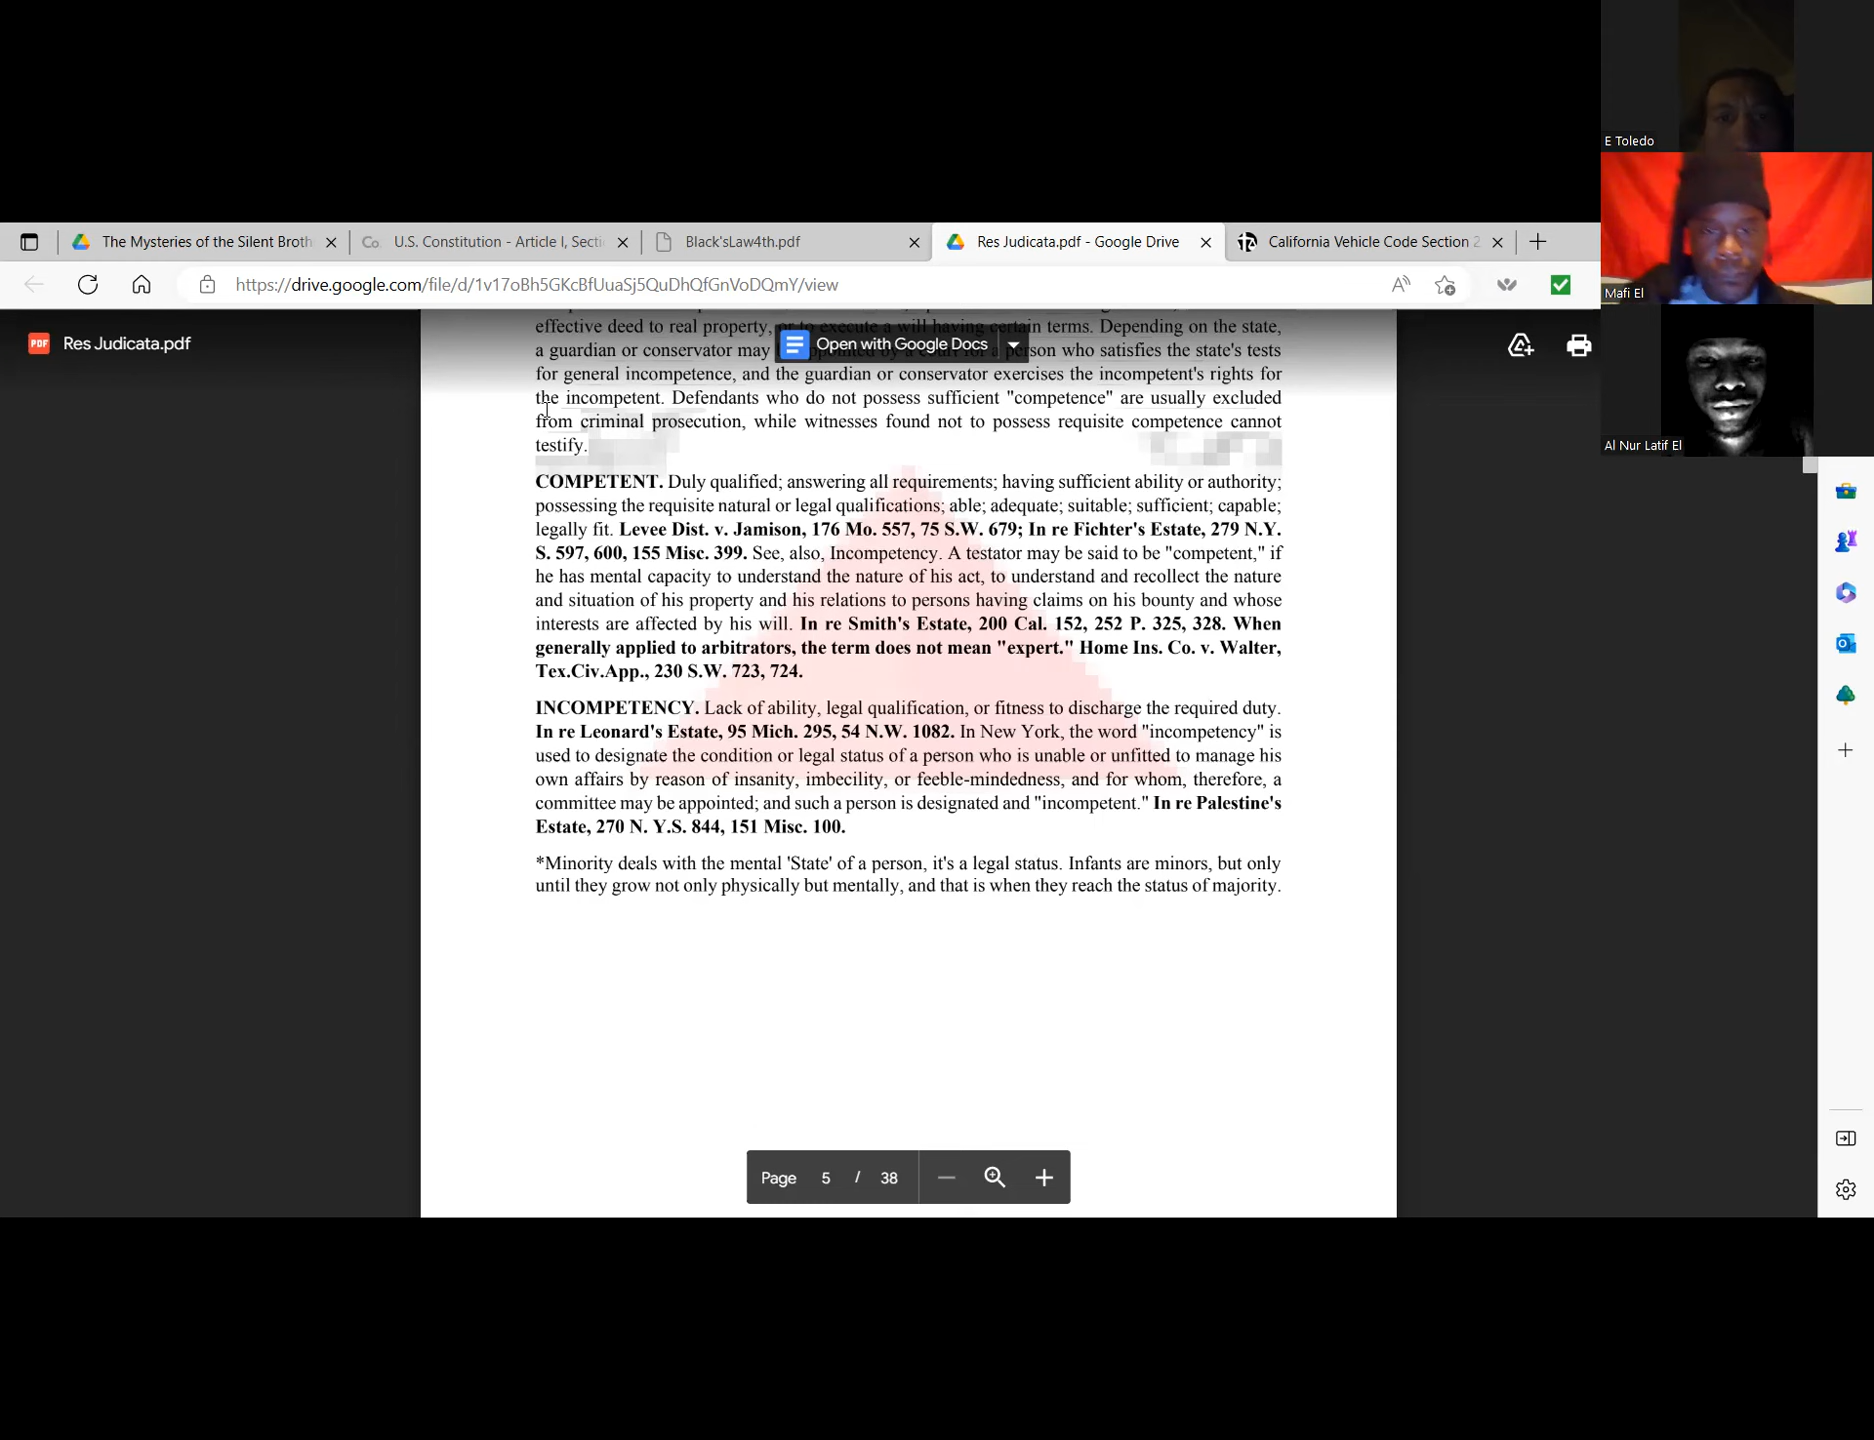 E Toledo
The Mysteries of the Silent Broth
Co.
U.S. Constitution - Article I, Secti
Black'sLaw4th.pdf
Res Judicata.pdf - Google Drive
California Vehicle Code Section 2
https://drive.google.com/file/d/1v17oBh5GKcBfUuaSj5QuDhQfGnVoDQmY/view
Mafi El
PDF
Res Judicata.pdf
Open with Google Docs
effective deed to real property, or to execute a will having certain terms. Depending on the state,
a guardian or conservator may be appointed by a court for a person who satisfies the state's tests
for general incompetence, and the guardian or conservator exercises the incompetent's rights for
the incompetent. Defendants who do not possess sufficient "competence" are usually excluded
from criminal prosecution, while witnesses found not to possess requisite competence cannot
testify.
Al Nur Latif El
COMPETENT. Duly qualified; answering all requirements; having sufficient ability or authority;
possessing the requisite natural or legal qualifications; able; adequate; suitable; sufficient; capable;
legally fit. Levee Dist. v. Jamison, 176 Mo. 557, 75 S.W. 679; In re Fichter's Estate, 279 N.Y.
S. 597, 600, 155 Misc. 399. See, also, Incompetency. A testator may be said to be "competent," if
he has mental capacity to understand the nature of his act, to understand and recollect the nature
and situation of his property and his relations to persons having claims on his bounty and whose
interests are affected by his will. In re Smith's Estate, 200 Cal. 152, 252 P. 325, 328. When
generally applied to arbitrators, the term does not mean "expert." Home Ins. Co. v. Walter,
Tex.Civ.App., 230 S.W. 723, 724.
INCOMPETENCY. Lack of ability, legal qualification, or fitness to discharge the required duty.
In re Leonard's Estate, 95 Mich. 295, 54 N.W. 1082. In New York, the word "incompetency" is
used to designate the condition or legal status of a person who is unable or unfitted to manage his
own affairs by reason of insanity, imbecility, or feeble-mindedness, and for whom, therefore, a
committee may be appointed; and such a person is designated and "incompetent." In re Palestine's
Estate, 270 N. Y.S. 844, 151 Misc. 100.
*Minority deals with the mental 'State' of a person, it's a legal status. Infants are minors, but only
until they grow not only physically but mentally, and that is when they reach the status of majority.
Page 5 / 38